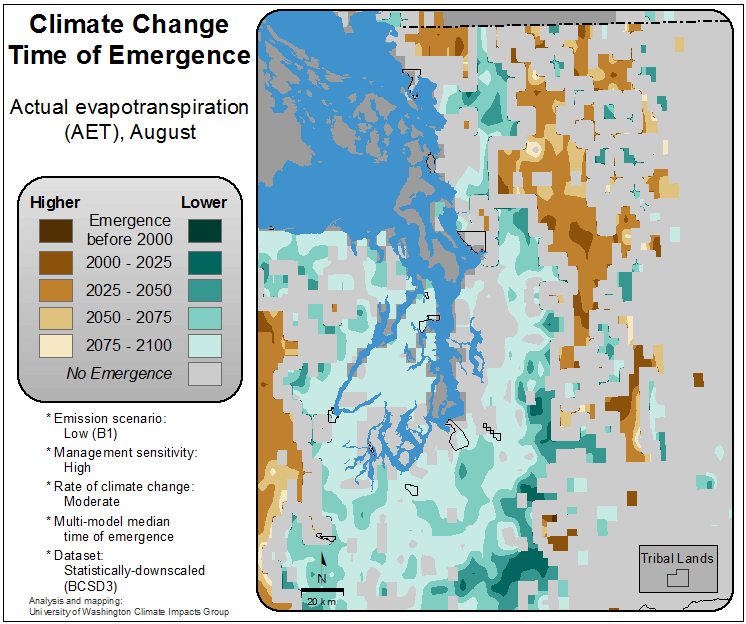 Climate Change
Time of Emergence
Actual evapotranspiration
(AET), August
Higher Lower
Emergence
before 2000
2000 - 2025
2025 - 2050
2050 - 2075
2075 - 2100
No Emergence
* Emission scenario:
Low (B1)
* Management sensitivity:
High
* Rate of climate change:
Moderate
* Multi-model median
time of emergence
* Dataset:
Statistically-downscaled
(BCSD3)
Analysis and mapping:
University of Washington Climate Impacts Group
N
20 km
Tribal Lands